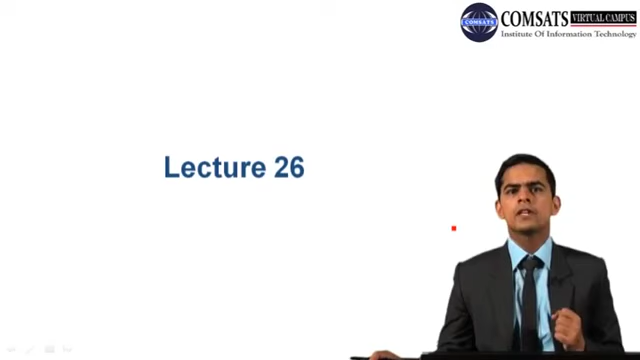 COMSATS VIRTUAL CAMPUS
Institute Of Information Technology
COMSATS
Lecture 26